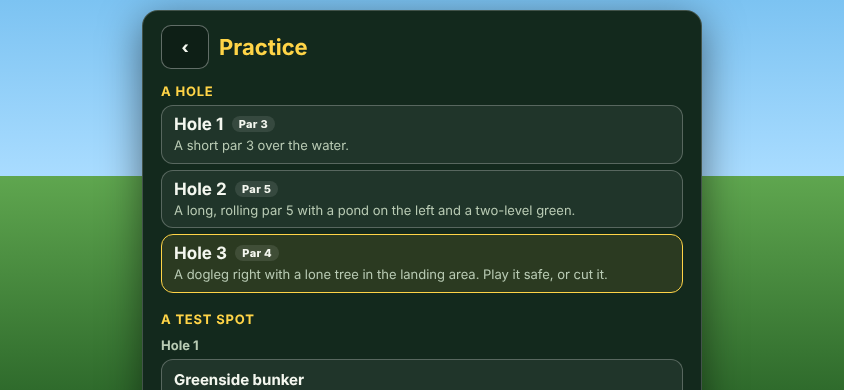 ‹ Practice
A HOLE
Hole 1 Par 3
A short par 3 over the water.
Hole 2 Par 5
A long, rolling par 5 with a pond on the left and a two-level green.
Hole 3 Par 4
A dogleg right with a lone tree in the landing area. Play it safe, or cut it.
A TEST SPOT
Hole 1
Greenside bunker